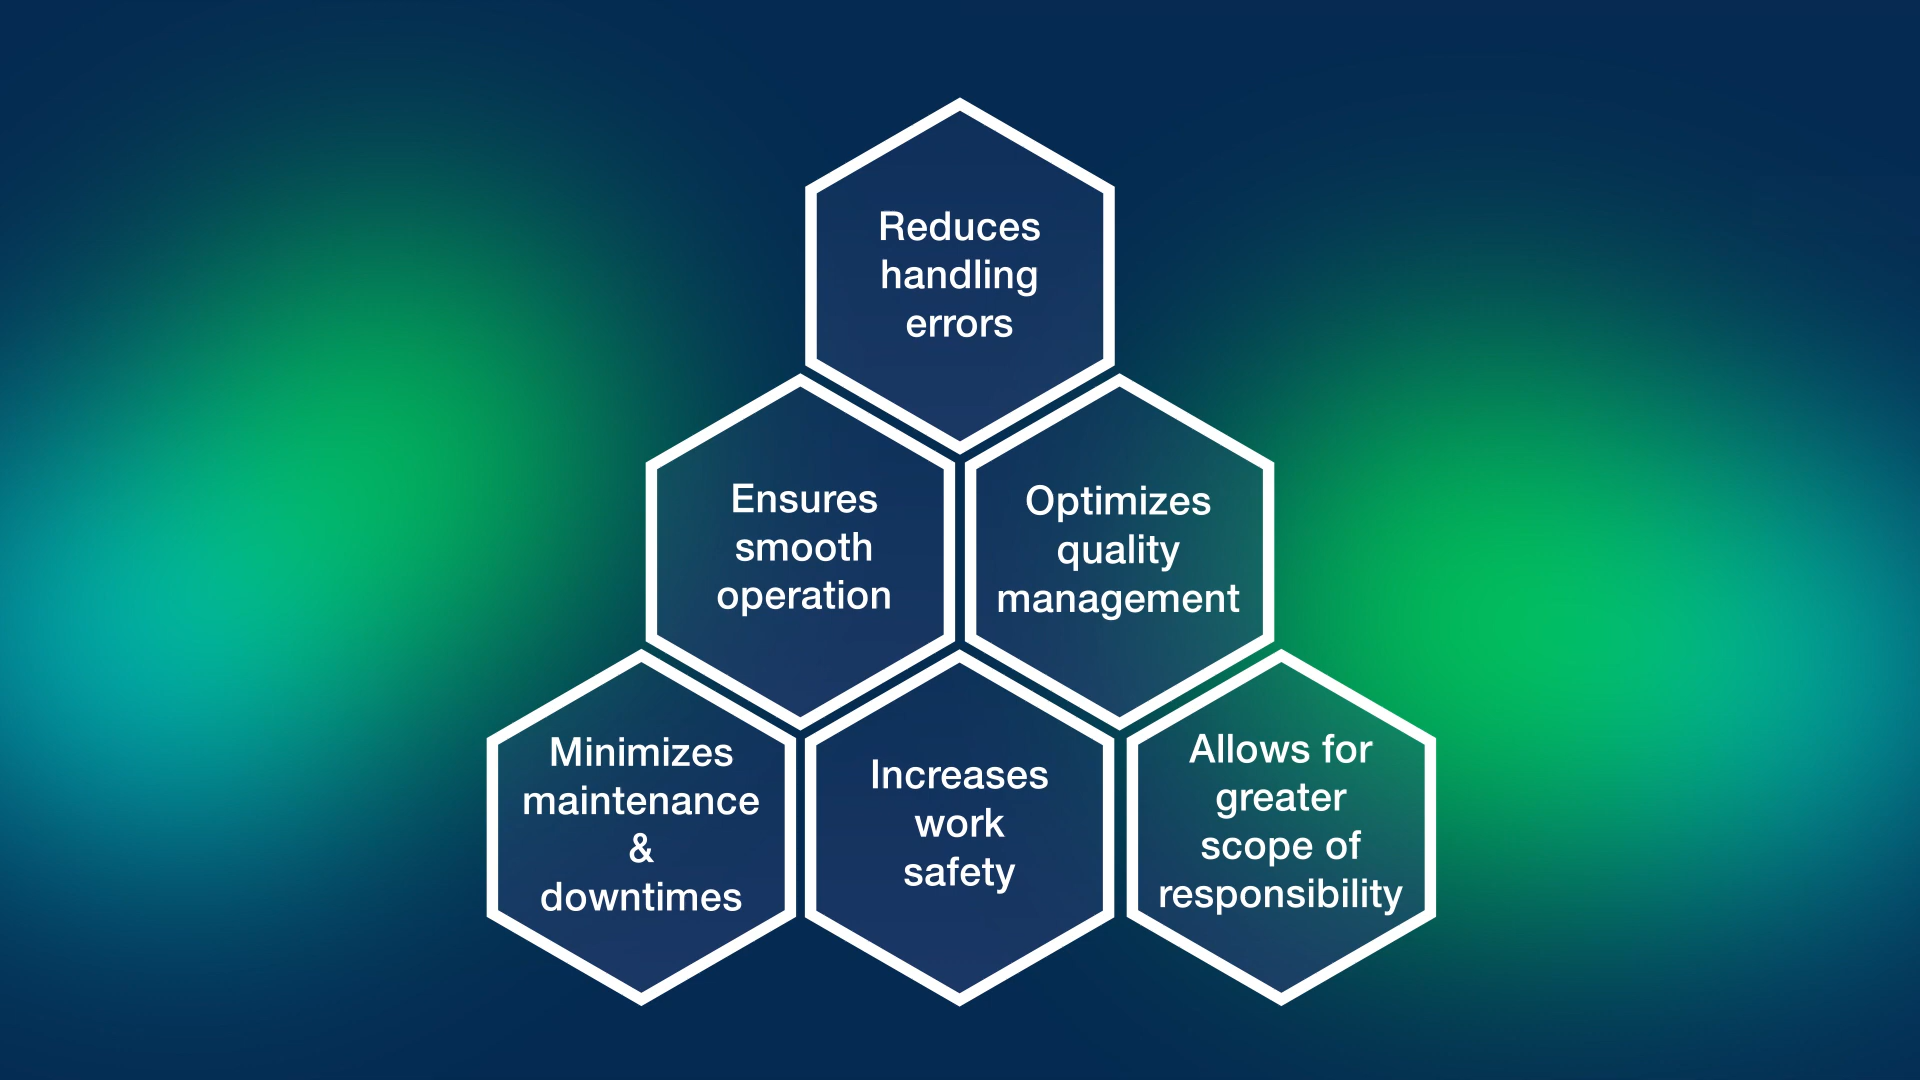 Reduces
handling
errors
Ensures
smooth
operation
Optimizes
quality
management
Minimizes
maintenance
&
downtimes
Increases
work
safety
Allows for
greater
scope of
responsibility